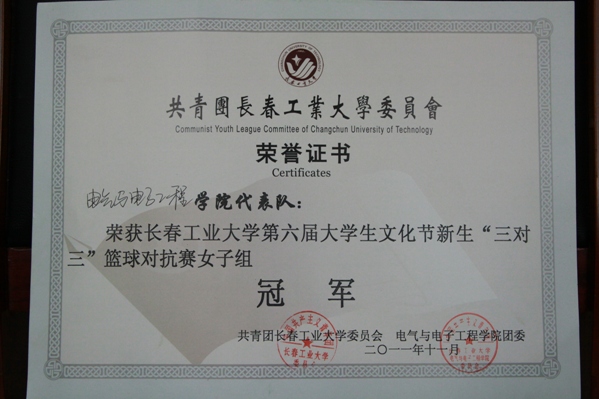 共青團長春工業大學委員會
Communist Youth League Committee of Changchun University of Technology
荣誉证书
Certificates
电气与电子工程学院代表队：
荣获长春工业大学第六届大学生文化节新生“三对
三”篮球对抗赛女子组
冠军
共青团长春工业大学委员会 电气与电子工程学院团委
二〇一一年十一月